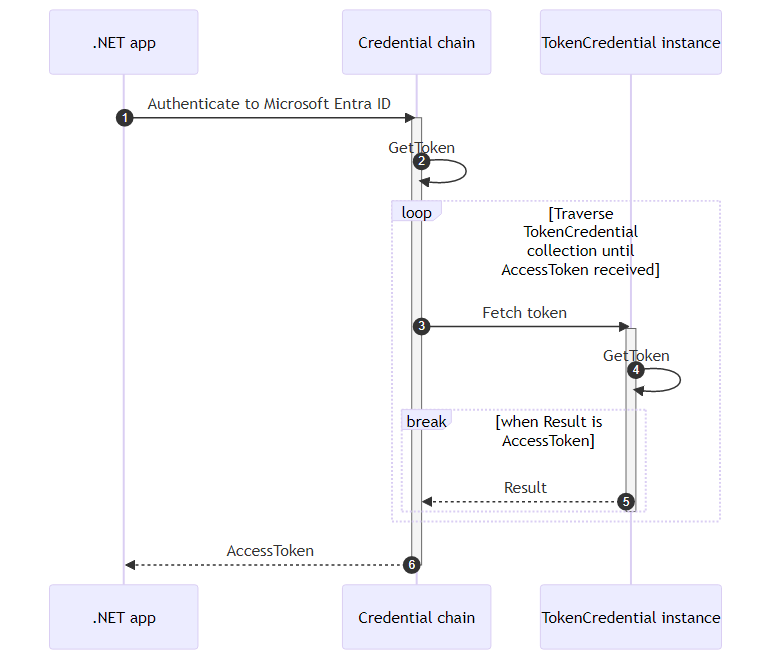 .NET app
Credential chain
TokenCredential instance
Authenticate to Microsoft Entra ID
1
GetToken
2
loop
[Traverse
TokenCredential
collection until
AccessToken received]
Fetch token
3
GetToken
4
break
[when Result is
AccessToken]
Result
5
AccessToken
6
.NET app
Credential chain
TokenCredential instance